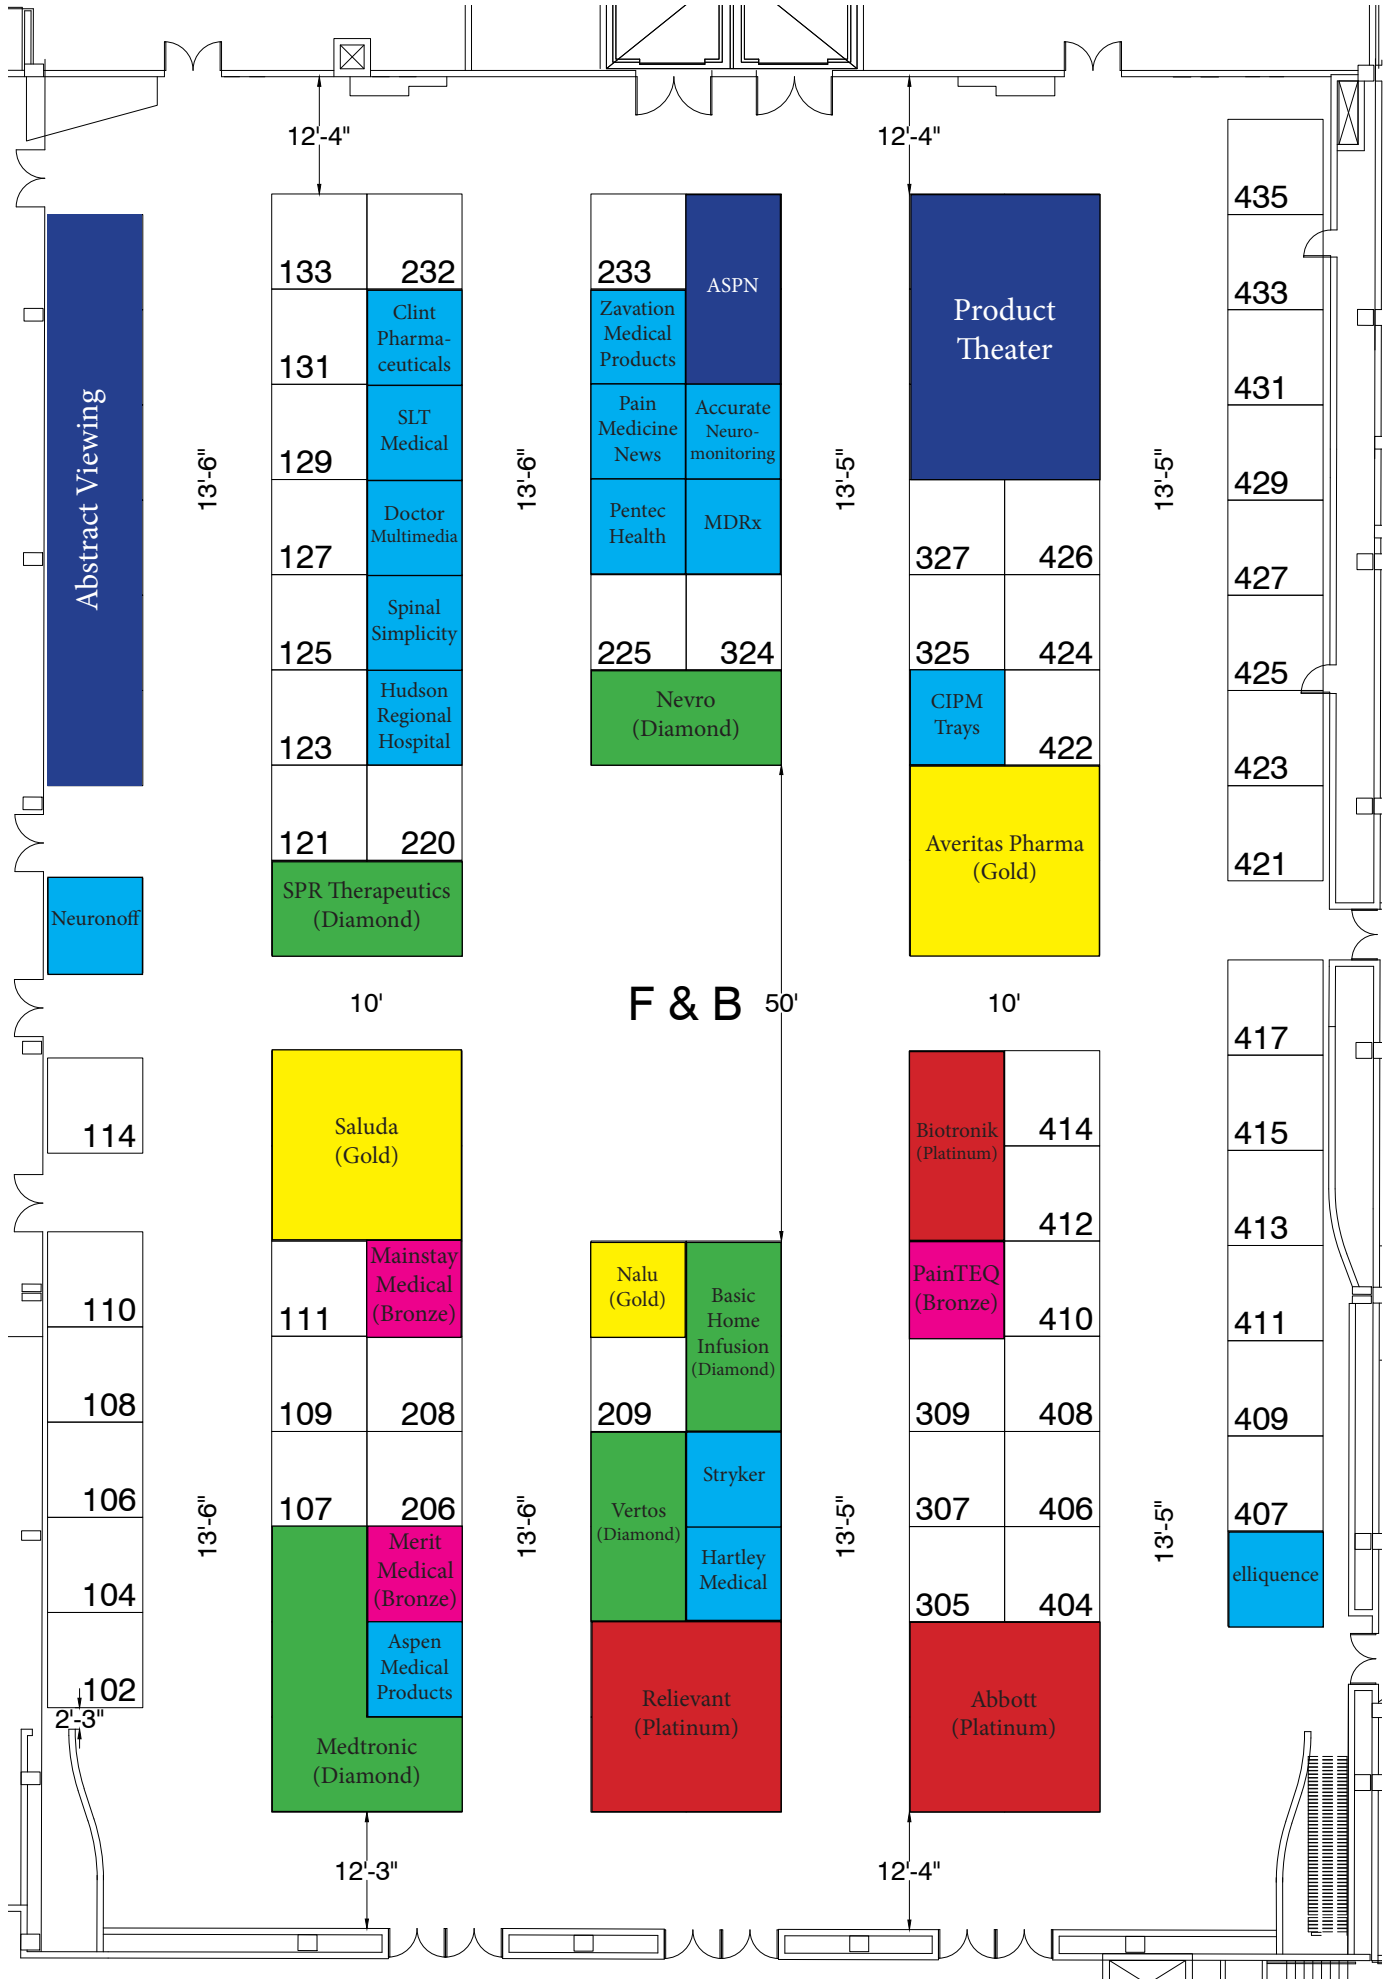 12'-4"
12'-4"
435
133
232
233
ASPN
Product
Theater
433
Clint
Pharma-
ceuticals
131
Zavation
Medical
Products
431
Abstract Viewing
13'-6"
SLT
Medical
129
13'-6"
Pain
Medicine
News
Accurate
Neuro-
monitoring
13'-5"
13'-5"
429
Doctor
Multimedia
127
Pentec
Health
MDRx
327
426
427
Spinal
Simplicity
125
225
324
325
424
425
Hudson
Regional
Hospital
123
Nevro
(Diamond)
CIPM
Trays
422
423
121
220
Averitas Pharma
(Gold)
421
SPR Therapeutics
(Diamond)
Neuronoff
10'
F & B
50'
10'
417
114
Saluda
(Gold)
Biotronik
(Platinum)
414
415
412
413
110
111
Mainstay
Medical
(Bronze)
Nalu
(Gold)
Basic
Home
Infusion
(Diamond)
PainTEQ
(Bronze)
410
411
108
109
208
209
309
408
409
106
107
206
Vertos
(Diamond)
Stryker
307
406
407
13'-6"
13'-6"
13'-5"
13'-5"
104
Merit
Medical
(Bronze)
Hartley
Medical
305
404
elliquence
102
2'-3"
Aspen
Medical
Products
Medtronic
(Diamond)
Relievant
(Platinum)
Abbott
(Platinum)
12'-3"
12'-4"